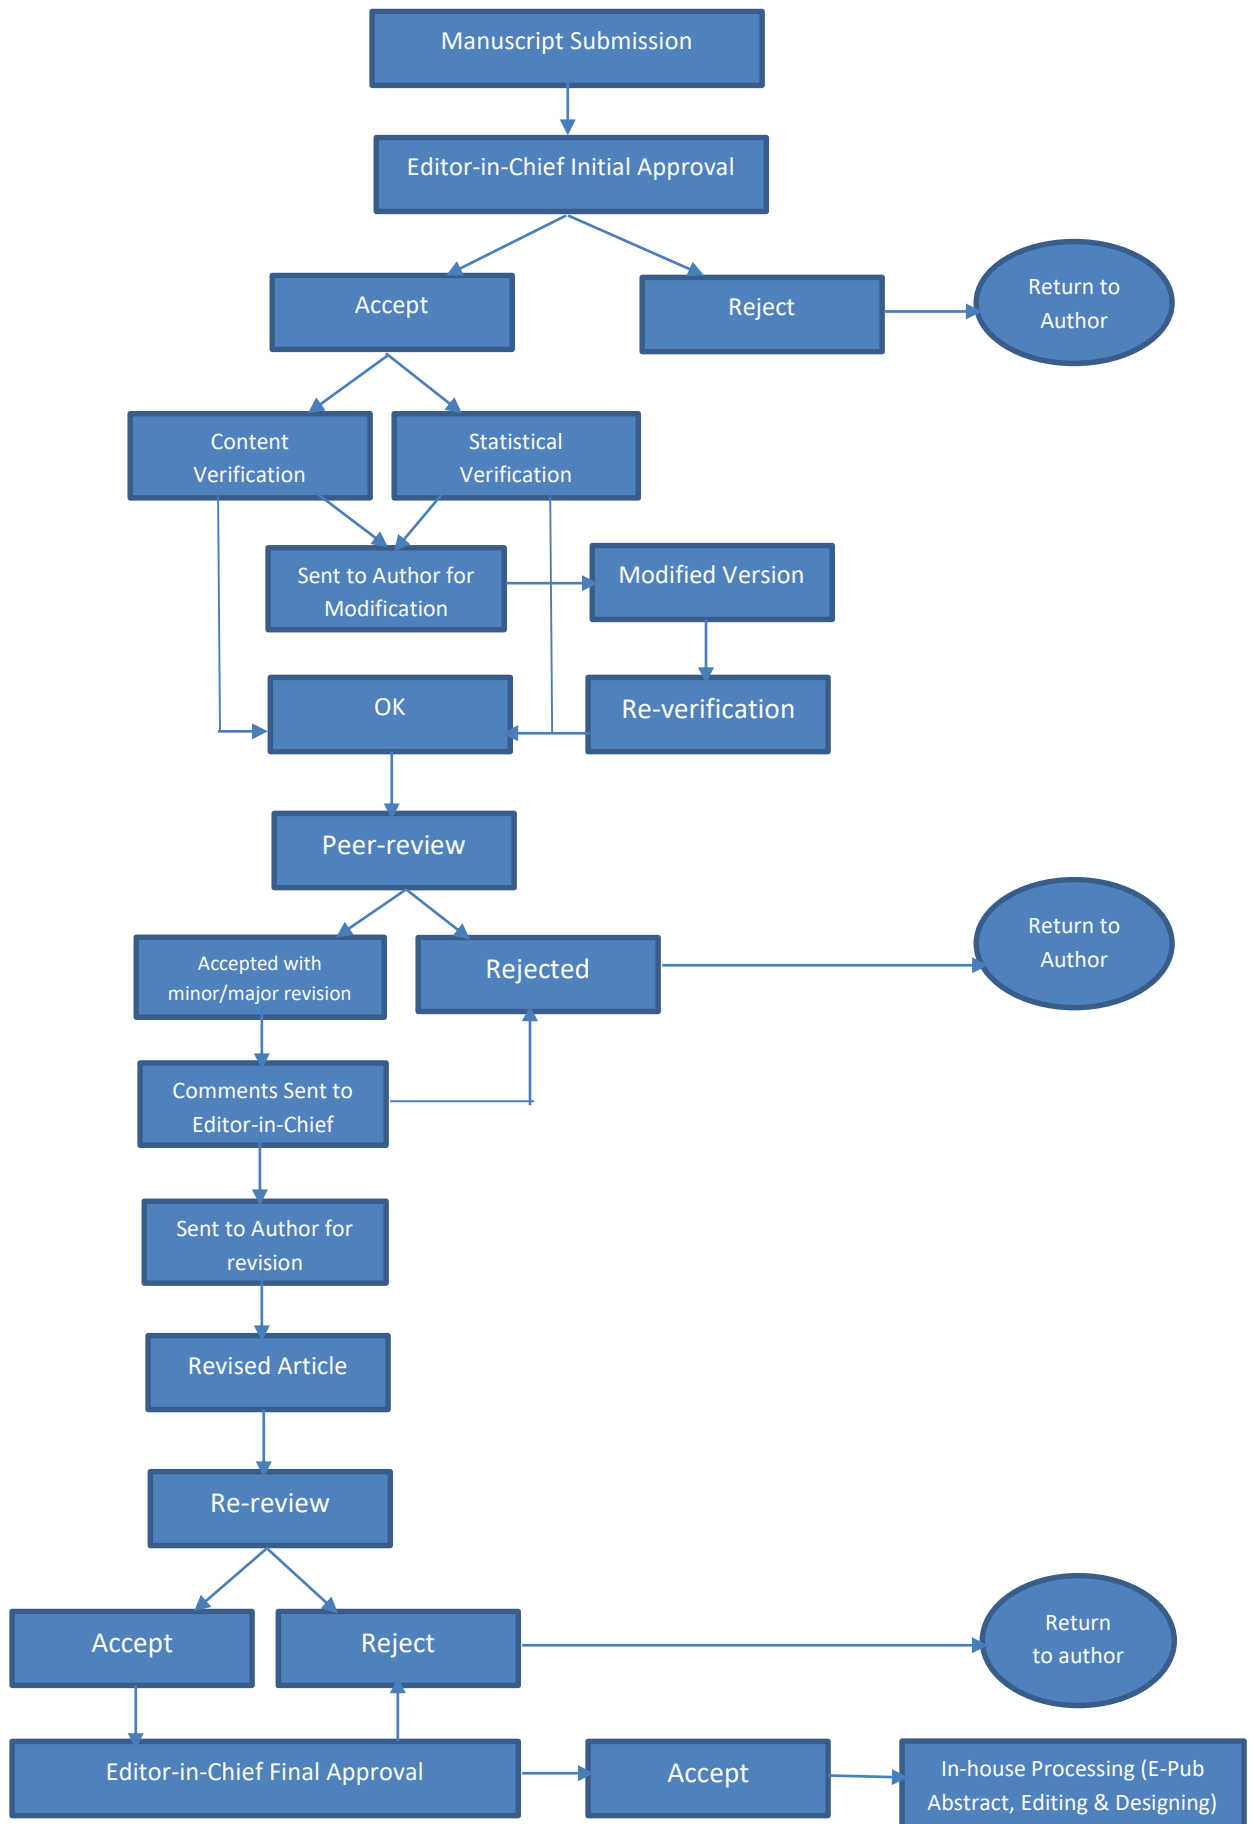 Manuscript Submission
Editor-in-Chief Initial Approval
Accept
Reject
Return to
Author
Content
Verification
Statistical
Verification
Sent to Author for
Modification
Modified Version
OK
Re-verification
Peer-review
Accepted with
minor/major revision
Rejected
Return to
Author
Comments Sent to
Editor-in-Chief
Sent to Author for
revision
Revised Article
Re-review
Accept
Reject
Return
to author
Editor-in-Chief Final Approval
Accept
In-house Processing (E-Pub
Abstract, Editing & Designing)